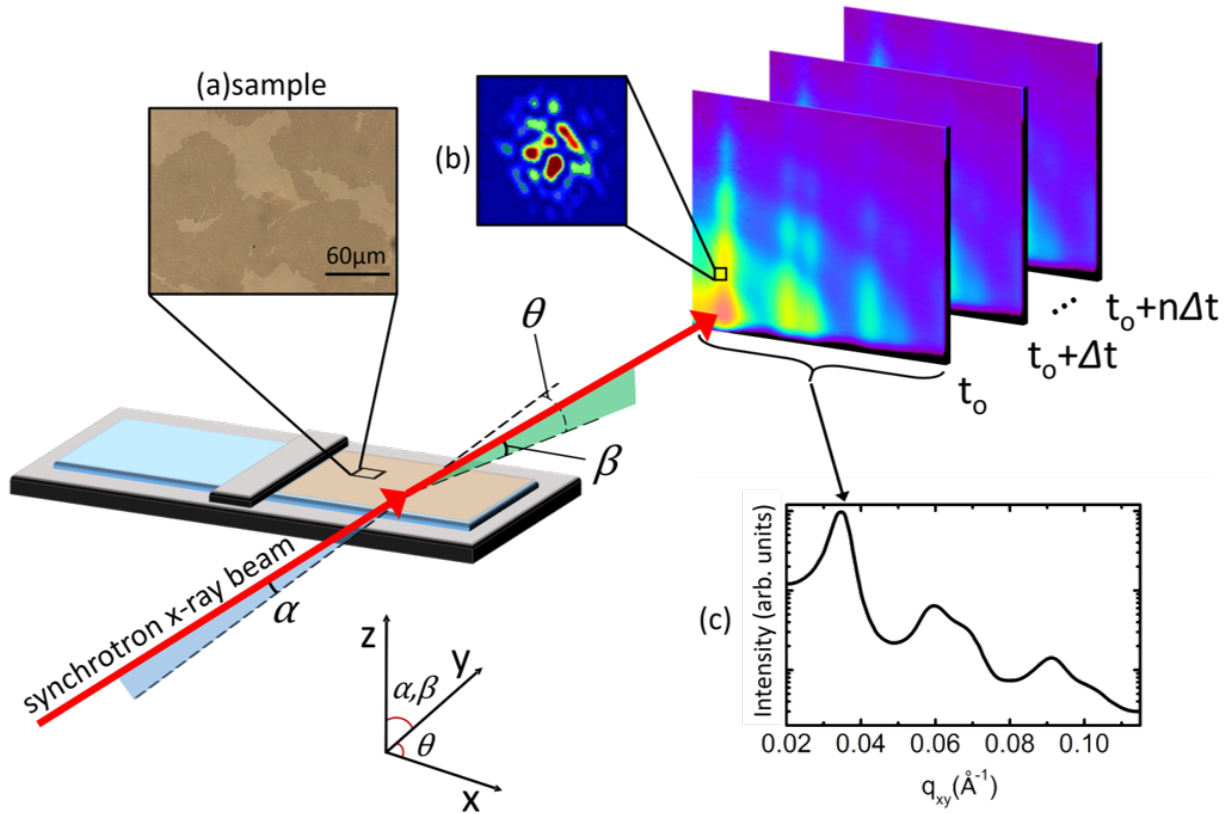 (a)sample
60μm
(b)
t₀
t₀+Δt
⋰ t₀+nΔt
θ
β
synchrotron x-ray beam
α
z
y
α,β
θ
x
(c)
Intensity (arb. units)
0.02 0.04 0.06 0.08 0.10
q_xy(Å⁻¹)